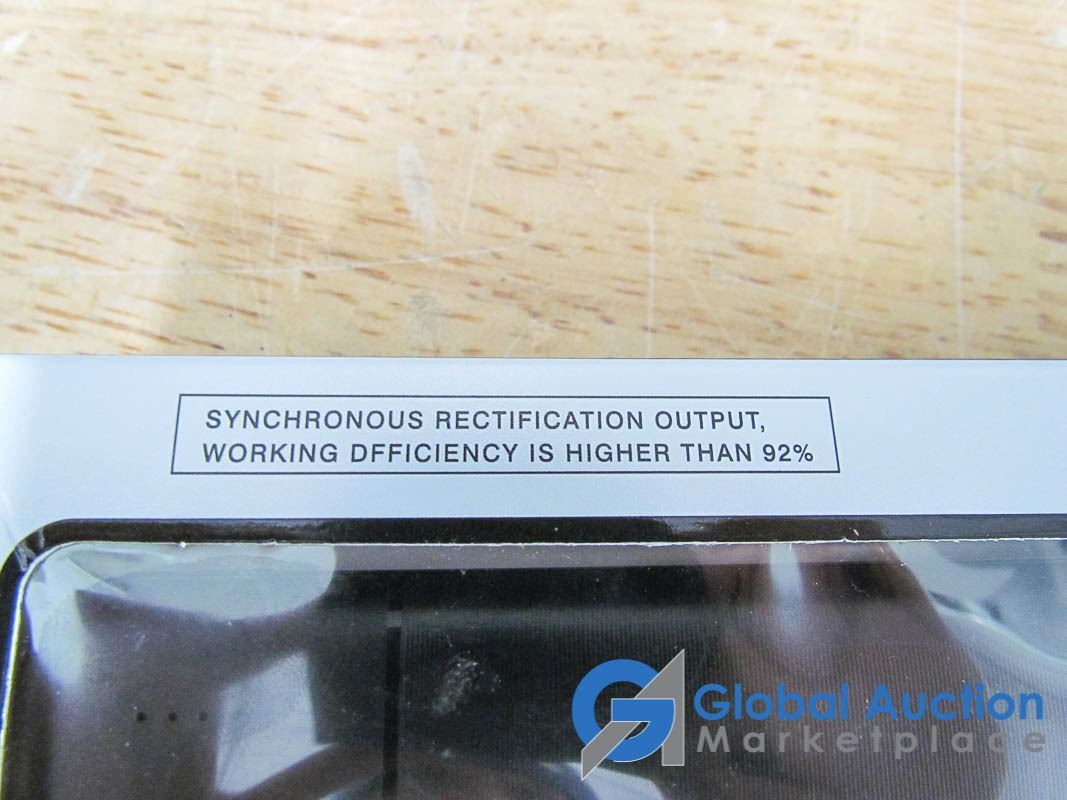 SYNCHRONOUS RECTIFICATION OUTPUT,
WORKING DFFICIENCY IS HIGHER THAN 92%
Global Auction
Marketplace